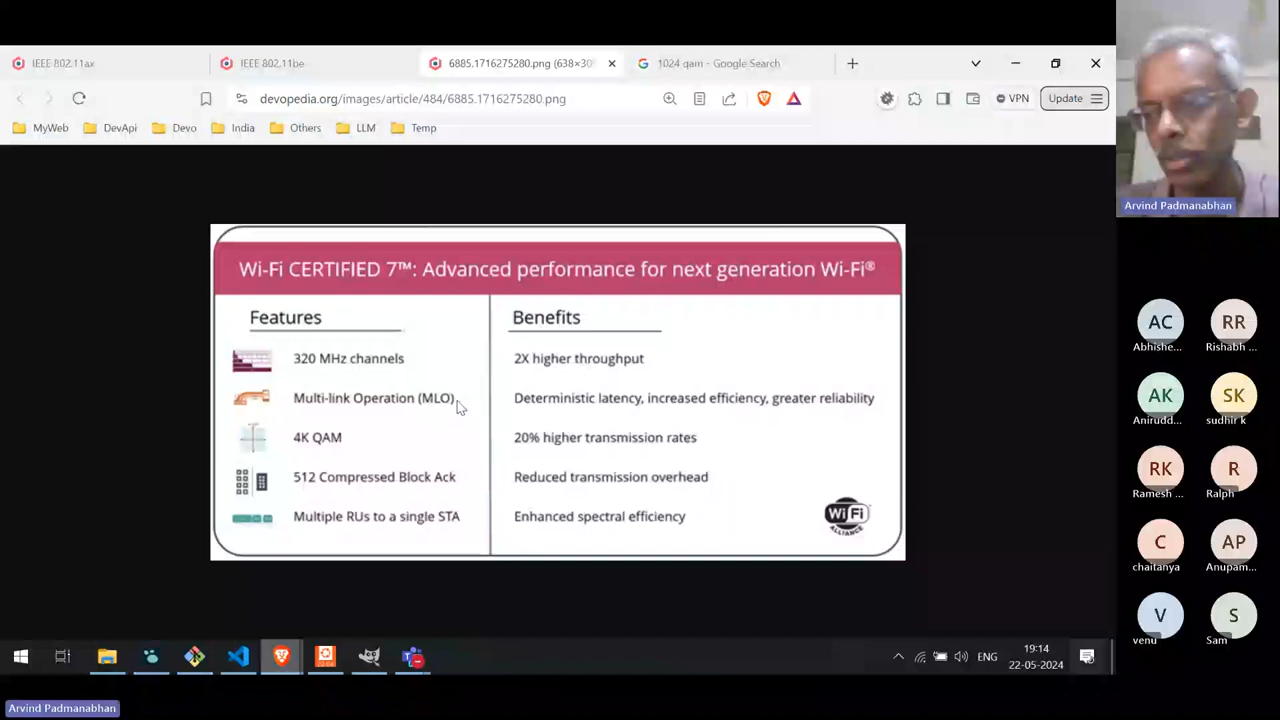 IEEE 802.11ax
IEEE 802.11be
6885.1716275280.png (638×30
1024 qam - Google Search
devopedia.org/images/article/484/6885.1716275280.png
VPN
Update
MyWeb
DevApi
Devo
India
Others
LLM
Temp
Arvind Padmanabhan
Wi-Fi CERTIFIED 7™: Advanced performance for next generation Wi-Fi®
Features
Benefits
320 MHz channels
2X higher throughput
Multi-link Operation (MLO)
Deterministic latency, increased efficiency, greater reliability
4K QAM
20% higher transmission rates
512 Compressed Block Ack
Reduced transmission overhead
Multiple RUs to a single STA
Enhanced spectral efficiency
Wi Fi
ALLIANCE
AC
Abhishe...
RR
Rishabh ...
AK
Anirudd...
SK
sudhir k
RK
Ramesh ...
R
Ralph
C
chaitanya
AP
Anupam...
V
venu
S
Sam
ENG
19:14
22-05-2024
Arvind Padmanabhan